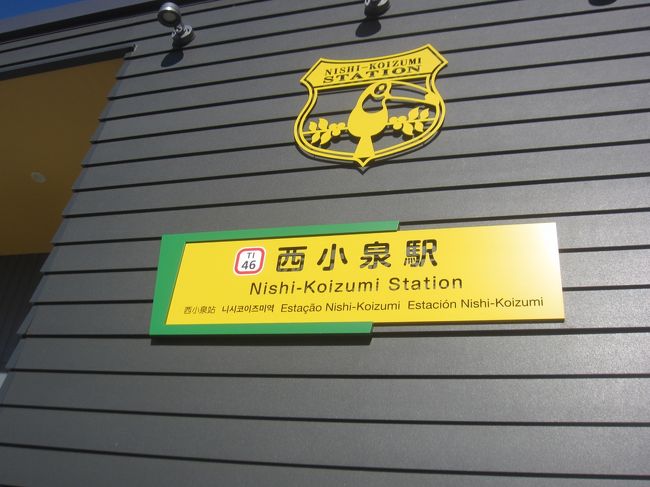 NISHI-KOIZUMI
STATION
TI
46
西小泉駅
Nishi-Koizumi Station
西小泉站 니시코이즈미역 Estação Nishi-Koizumi Estación Nishi-Koizumi